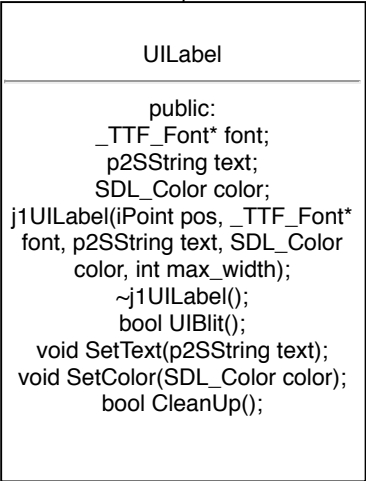 UILabel
public:
_TTF_Font* font;
p2SString text;
SDL_Color color;
j1UILabel(iPoint pos, _TTF_Font*
font, p2SString text, SDL_Color
color, int max_width);
~j1UILabel();
bool UIBlit();
void SetText(p2SString text);
void SetColor(SDL_Color color);
bool CleanUp();